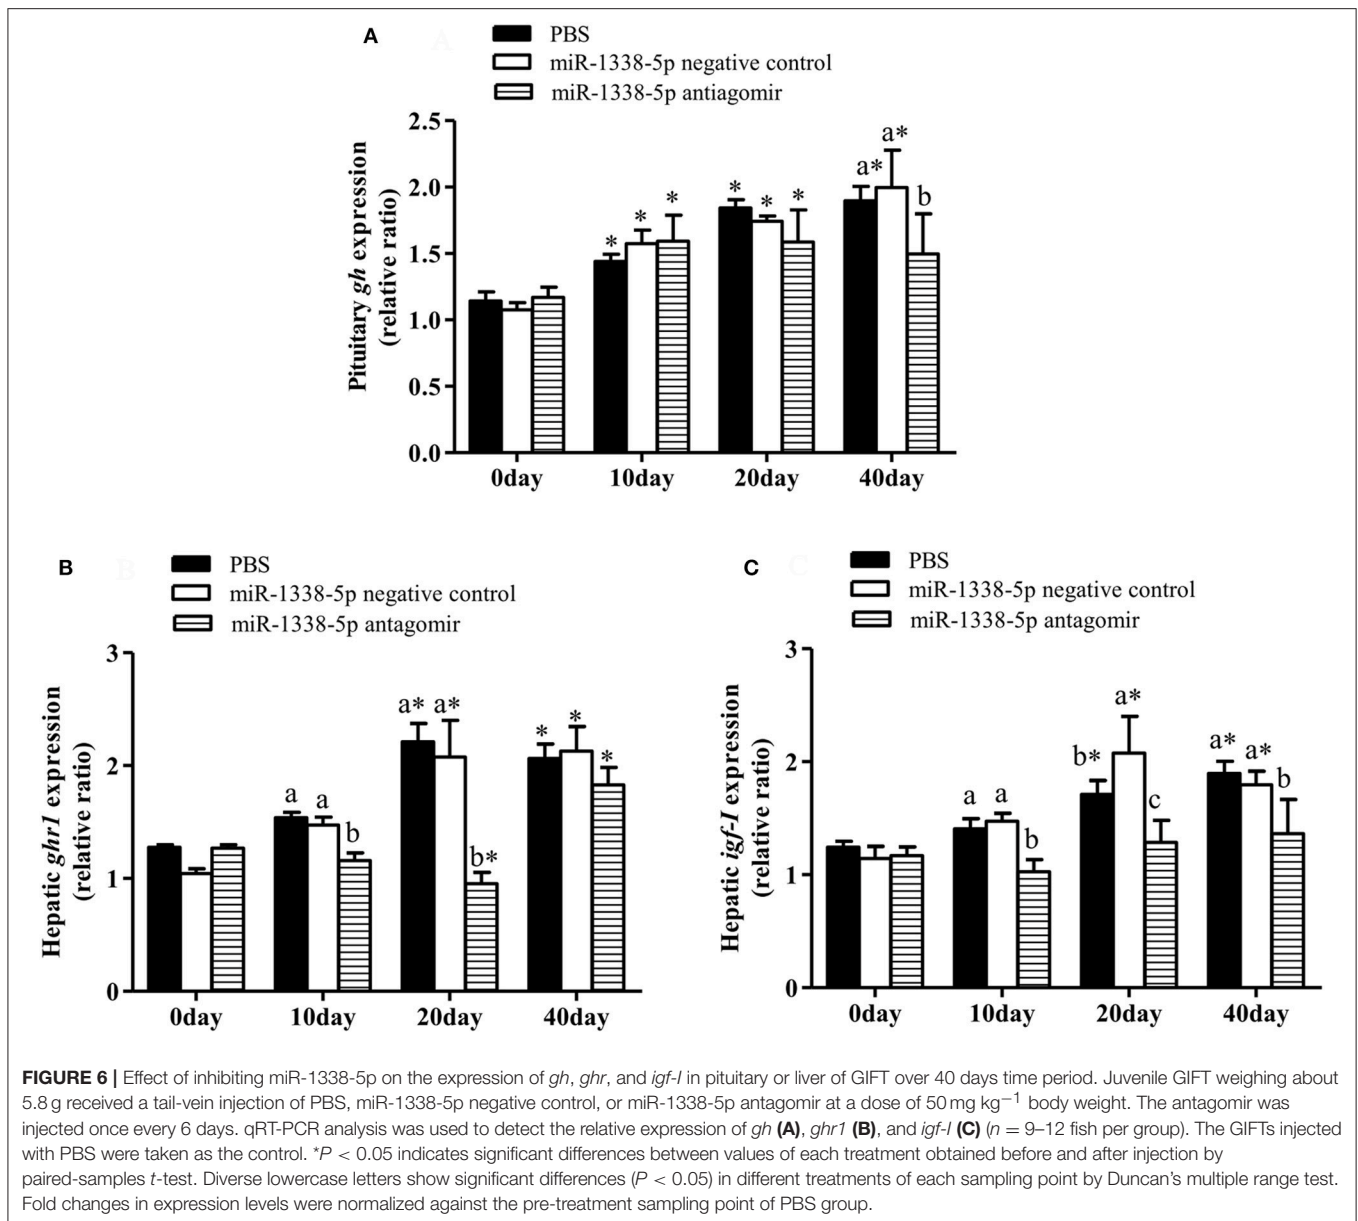 A
PBS
miR-1338-5p negative control
miR-1338-5p antiagomir
Pituitary gh expression
(relative ratio)
2.5
2.0
1.5
1.0
0.5
0.0
* * *
* * *
a* a* b
0day 10day 20day 40day
B
PBS
miR-1338-5p negative control
miR-1338-5p antagomir
Hepatic ghr1 expression
(relative ratio)
3
2
1
0
a a b
a* a* b*
* * *
0day 10day 20day 40day
C
PBS
miR-1338-5p negative control
miR-1338-5p antagomir
Hepatic igf-I expression
(relative ratio)
3
2
1
0
a a b
b* a* c
a* a* b
0day 10day 20day 40day
FIGURE 6 | Effect of inhibiting miR-1338-5p on the expression of gh, ghr, and igf-I in pituitary or liver of GIFT over 40 days time period. Juvenile GIFT weighing about
5.8 g received a tail-vein injection of PBS, miR-1338-5p negative control, or miR-1338-5p antagomir at a dose of 50 mg kg−1 body weight. The antagomir was
injected once every 6 days. qRT-PCR analysis was used to detect the relative expression of gh (A), ghr1 (B), and igf-I (C) (n = 9–12 fish per group). The GIFTs injected
with PBS were taken as the control. *P < 0.05 indicates significant differences between values of each treatment obtained before and after injection by
paired-samples t-test. Diverse lowercase letters show significant differences (P < 0.05) in different treatments of each sampling point by Duncan's multiple range test.
Fold changes in expression levels were normalized against the pre-treatment sampling point of PBS group.